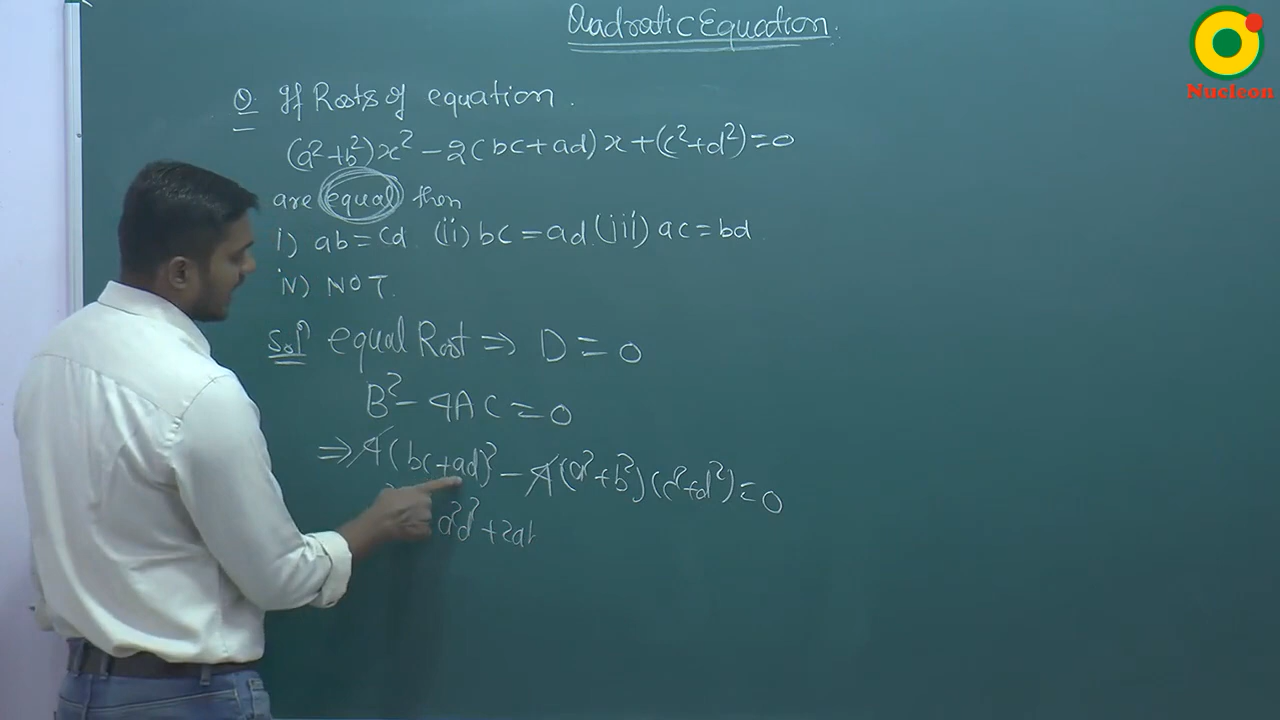 Quadratic Equation.
Nucleon
Q. If Roots of equation.
(a²+b²)x² - 2(bc+ad)x + (c²+d²) = 0
are equal then
i) ab = cd (ii) bc = ad (iii) ac = bd
iv) NOT.
Solⁿ equal Root ⇒ D = 0
B² - 4AC = 0
⇒ 4(bc+ad)² - 4(a²+b²)(c²+d²) = 0
a²d² + 2ab